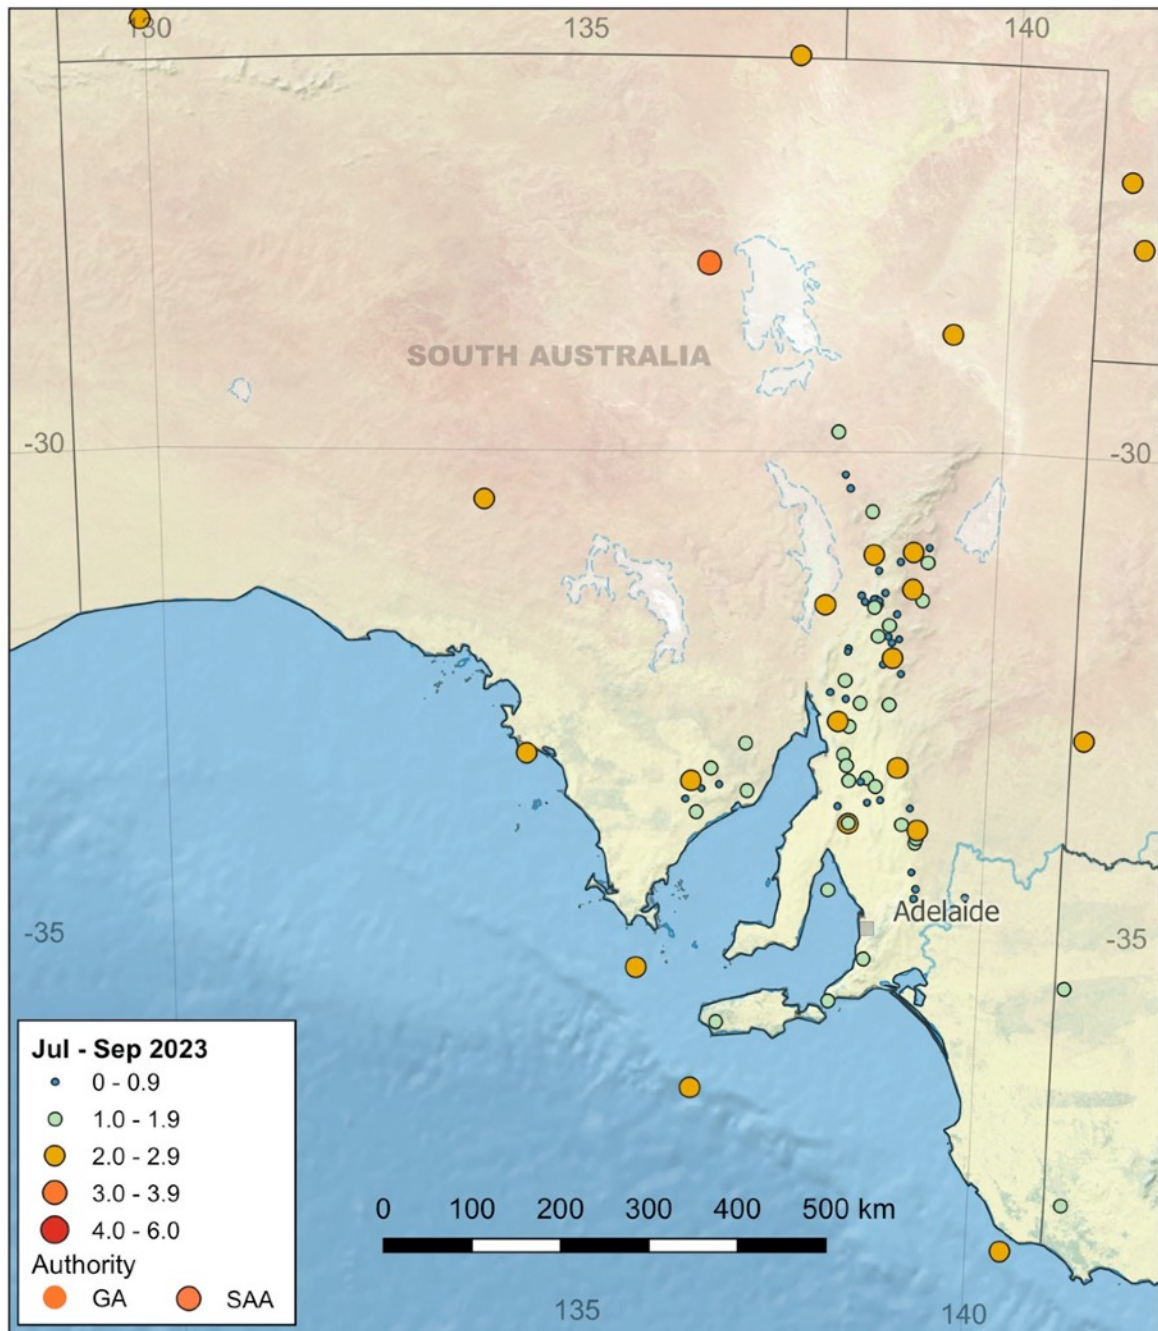 130 135 140
SOUTH AUSTRALIA
-30 -30
Adelaide
-35 -35
Jul - Sep 2023
0 - 0.9
1.0 - 1.9
2.0 - 2.9
3.0 - 3.9
4.0 - 6.0
Authority
GA SAA
0 100 200 300 400 500 km
135 140